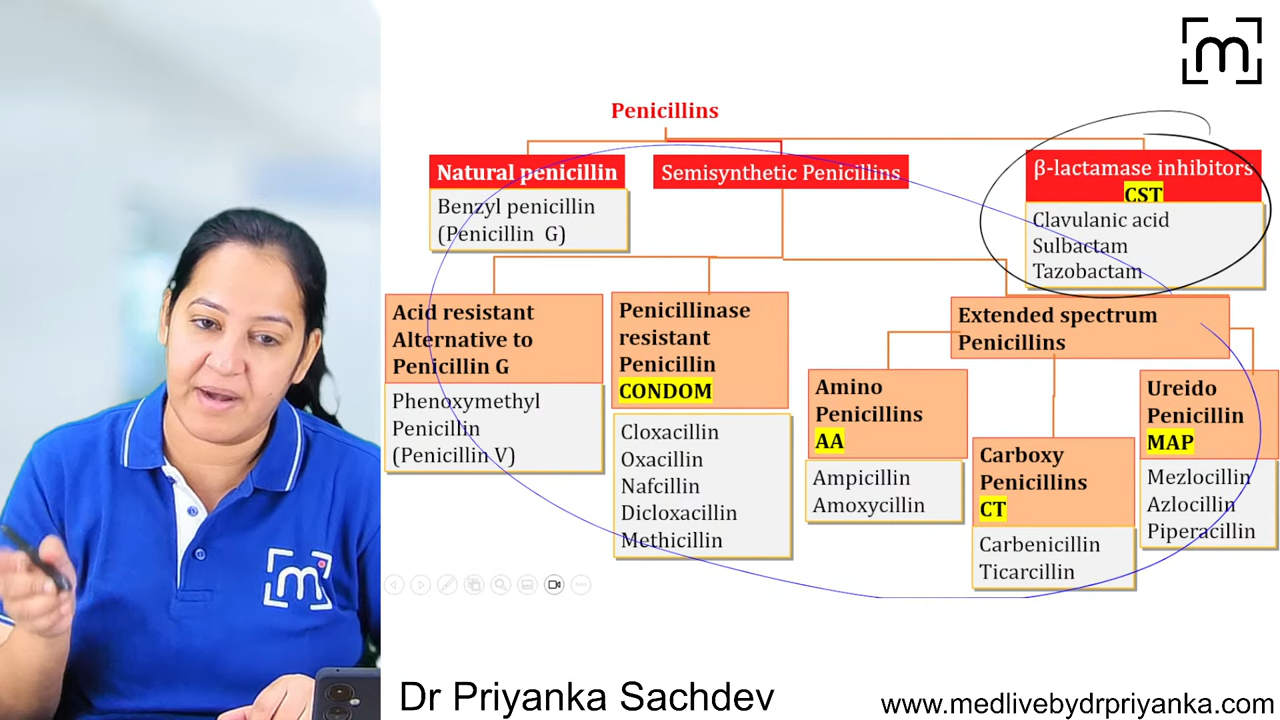 m
Penicillins
Natural penicillin
Benzyl penicillin
(Penicillin G)
Semisynthetic Penicillins
β-lactamase inhibitors
CST
Clavulanic acid
Sulbactam
Tazobactam
Acid resistant
Alternative to
Penicillin G
Phenoxymethyl
Penicillin
(Penicillin V)
Penicillinase
resistant
Penicillin
CONDOM
Cloxacillin
Oxacillin
Nafcillin
Dicloxacillin
Methicillin
Extended spectrum
Penicillins
Amino
Penicillins
AA
Ampicillin
Amoxycillin
Carboxy
Penicillins
CT
Carbenicillin
Ticarcillin
Ureido
Penicillin
MAP
Mezlocillin
Azlocillin
Piperacillin
m
Dr Priyanka Sachdev
www.medlivebydrpriyanka.com